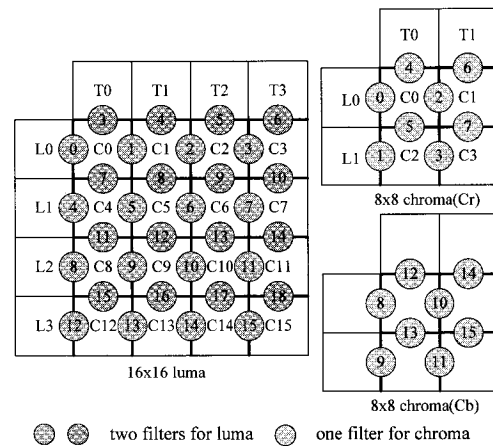 T0 T1 T2 T3
3 4 5 6
L0 0 C0 1 C1 2 C2 3 C3
7 8 9 10
L1 4 C4 5 C5 6 C6 7 C7
11 12 13 14
L2 8 C8 9 C9 10 C10 11 C11
15 16 17 18
L3 12 C12 13 C13 14 C14 15 C15
16x16 luma
T0 T1
4 6
L0 0 C0 2 C1
5 7
L1 1 C2 3 C3
8x8 chroma(Cr)
12 14
8 10
13 15
9 11
8x8 chroma(Cb)
two filters for luma one filter for chroma